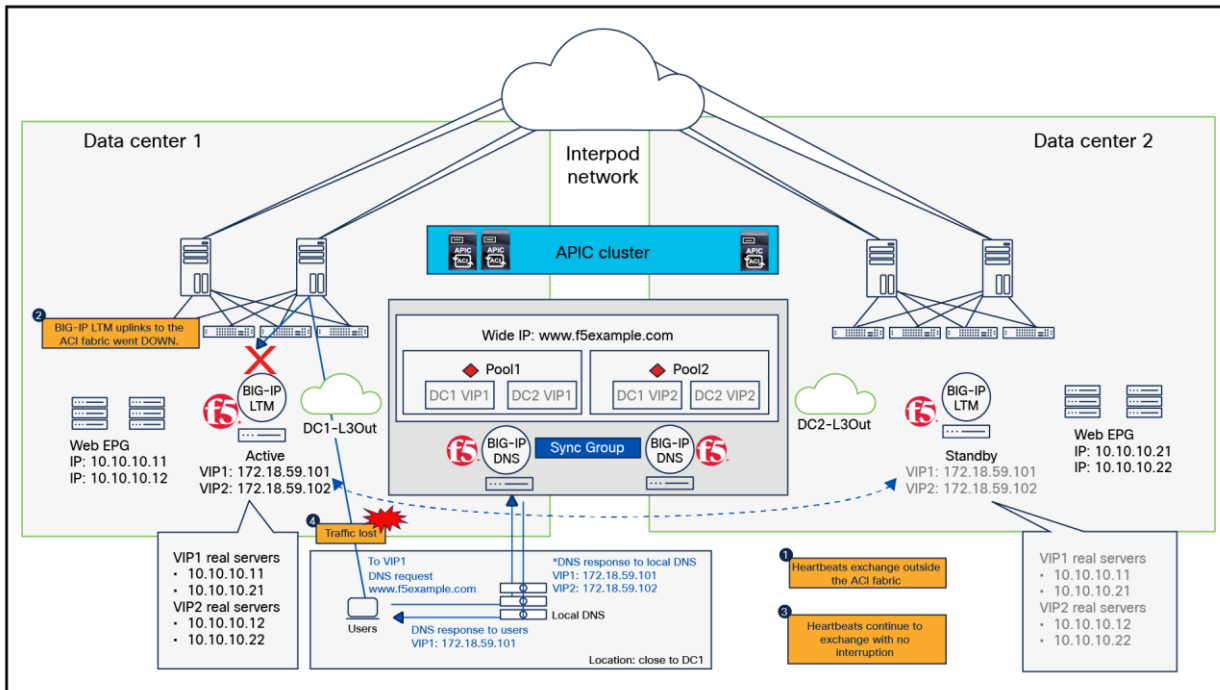 Data center 1
Interpod
network
Data center 2
APIC
ACI
APIC
ACI
APIC cluster
APIC
ACI
2
BIG-IP LTM uplinks to the
ACI fabric went DOWN.
Wide IP: www.f5example.com
Pool1
DC1 VIP1
DC2 VIP1
Pool2
DC1 VIP2
DC2 VIP2
f5
BIG-IP
LTM
DC1-L3Out
Web EPG
IP: 10.10.10.11
IP: 10.10.10.12
Active
VIP1: 172.18.59.101
VIP2: 172.18.59.102
f5
BIG-IP
DNS
Sync Group
BIG-IP
DNS
f5
DC2-L3Out
f5
BIG-IP
LTM
Standby
VIP1: 172.18.59.101
VIP2: 172.18.59.102
Web EPG
IP: 10.10.10.21
IP: 10.10.10.22
4
Traffic lost
VIP1 real servers
• 10.10.10.11
• 10.10.10.21
VIP2 real servers
• 10.10.10.12
• 10.10.10.22
To VIP1
DNS request
www.f5example.com
*DNS response to local DNS
VIP1: 172.18.59.101
VIP2: 172.18.59.102
Users
Local DNS
DNS response to users
VIP1: 172.18.59.101
Location: close to DC1
1
Heartbeats exchange outside
the ACI fabric
3
Heartbeats continue to
exchange with no
interruption
VIP1 real servers
• 10.10.10.11
• 10.10.10.21
VIP2 real servers
• 10.10.10.12
• 10.10.10.22